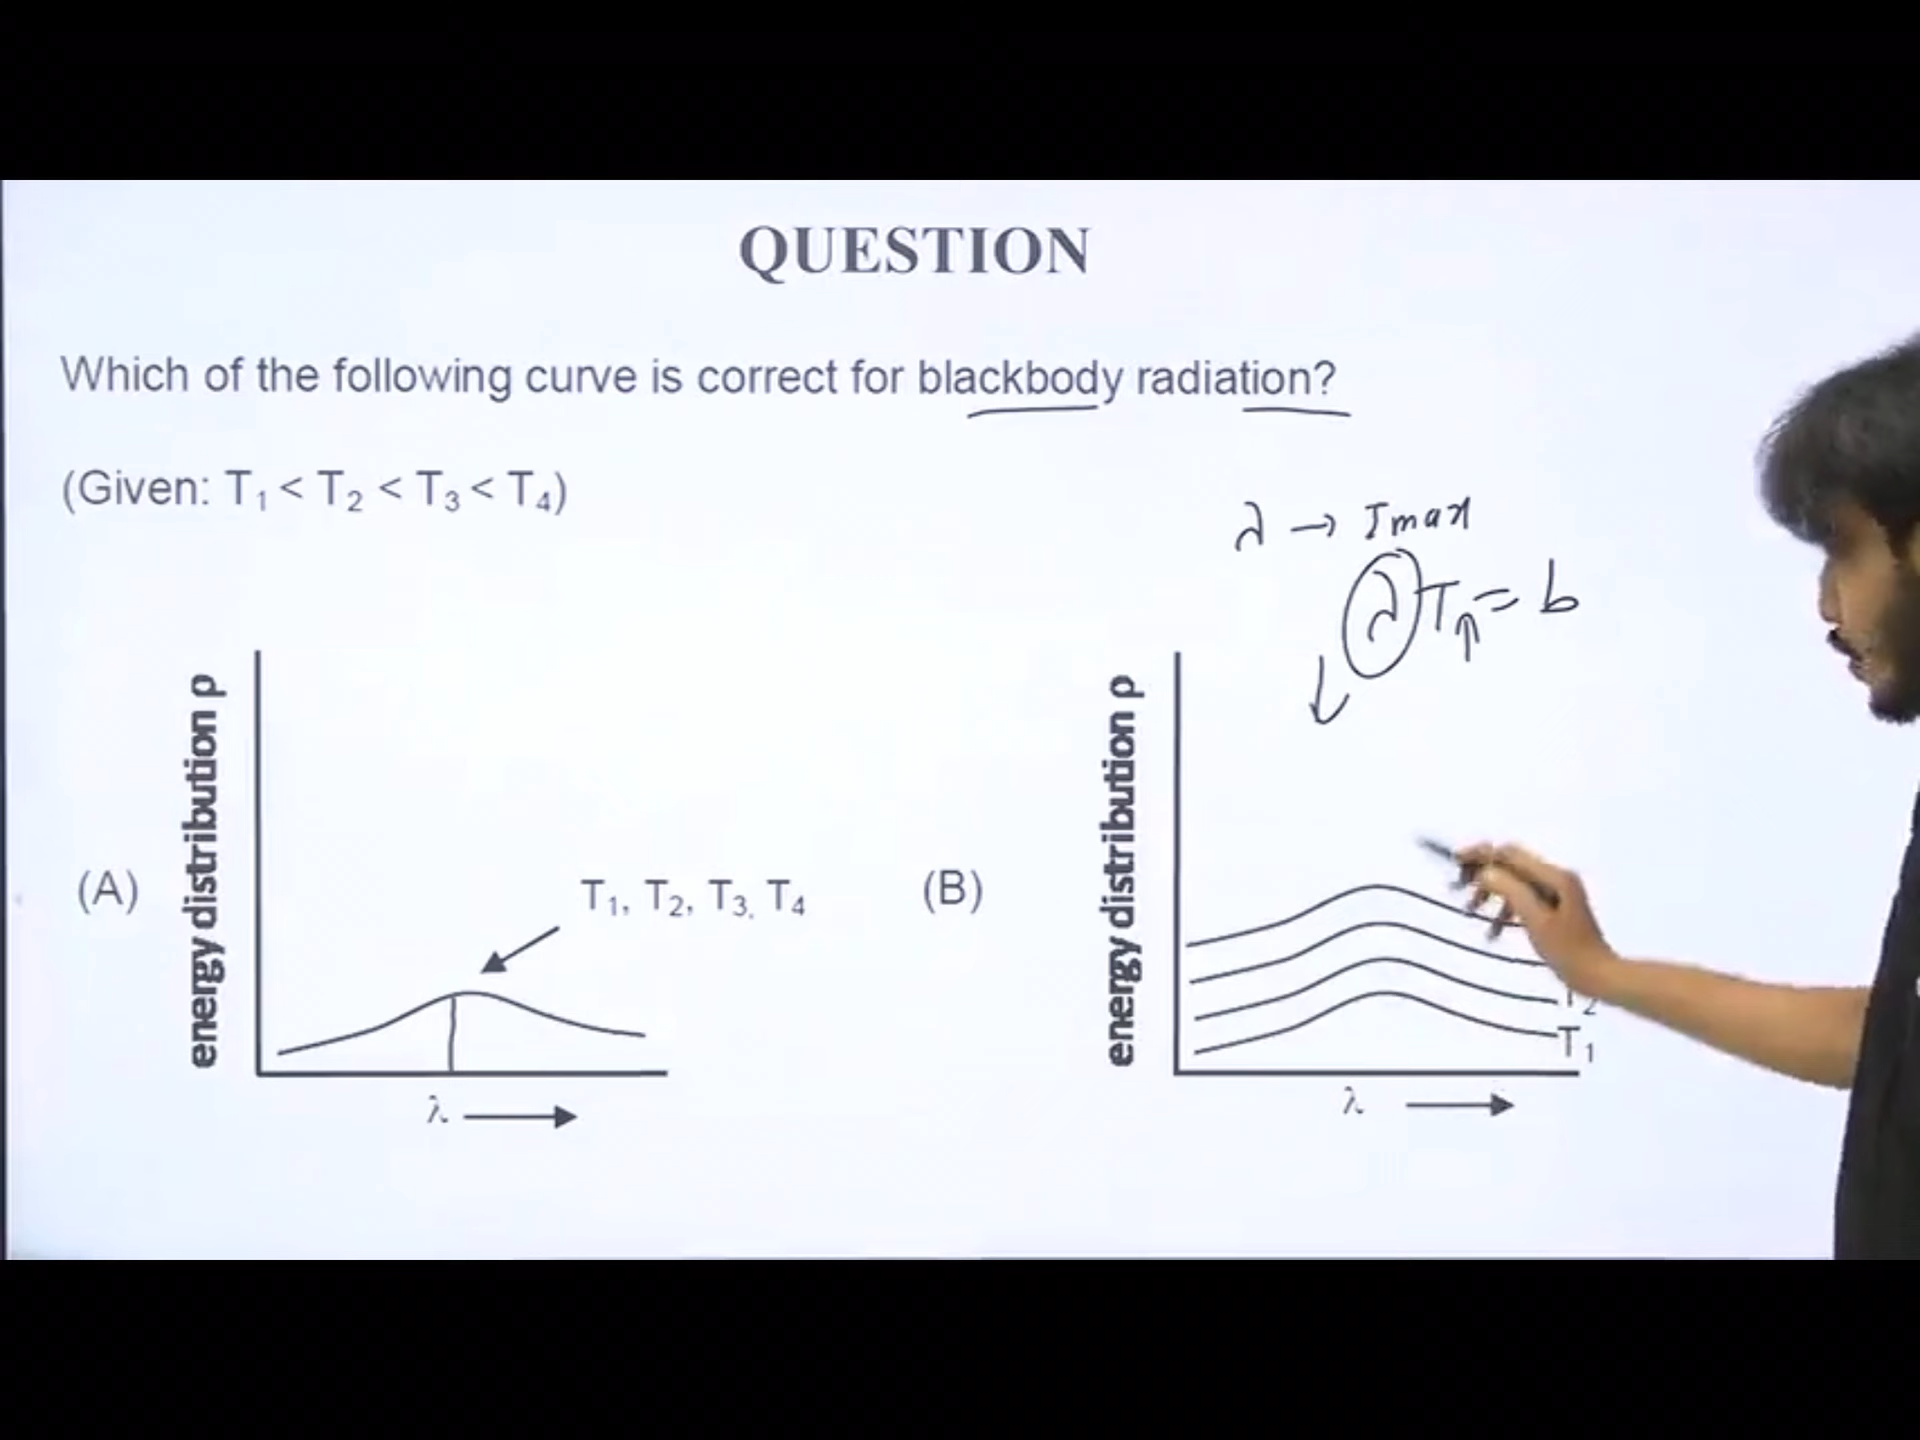 QUESTION
Which of the following curve is correct for blackbody radiation?
(Given: T₁ < T₂ < T₃ < T₄)
λ → Imax
λT↑ = b
↓
(A)
energy distribution ρ
T₁, T₂, T₃, T₄
λ →
(B)
energy distribution ρ
T₂
T₁
λ →